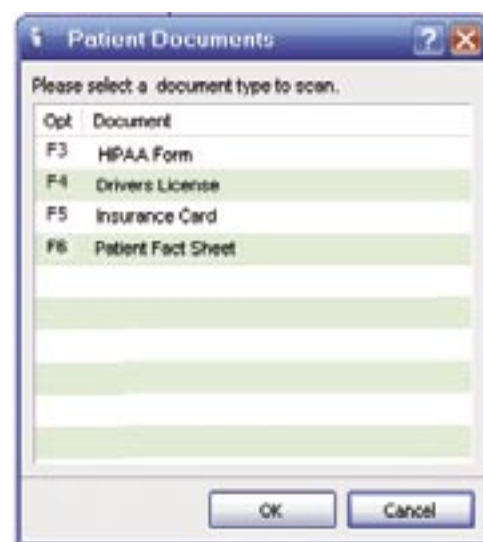 Patient Documents
Please select a document type to scan.
Opt Document
F3 HIPAA Form
F4 Drivers License
F5 Insurance Card
F6 Patient Fact Sheet
OK Cancel